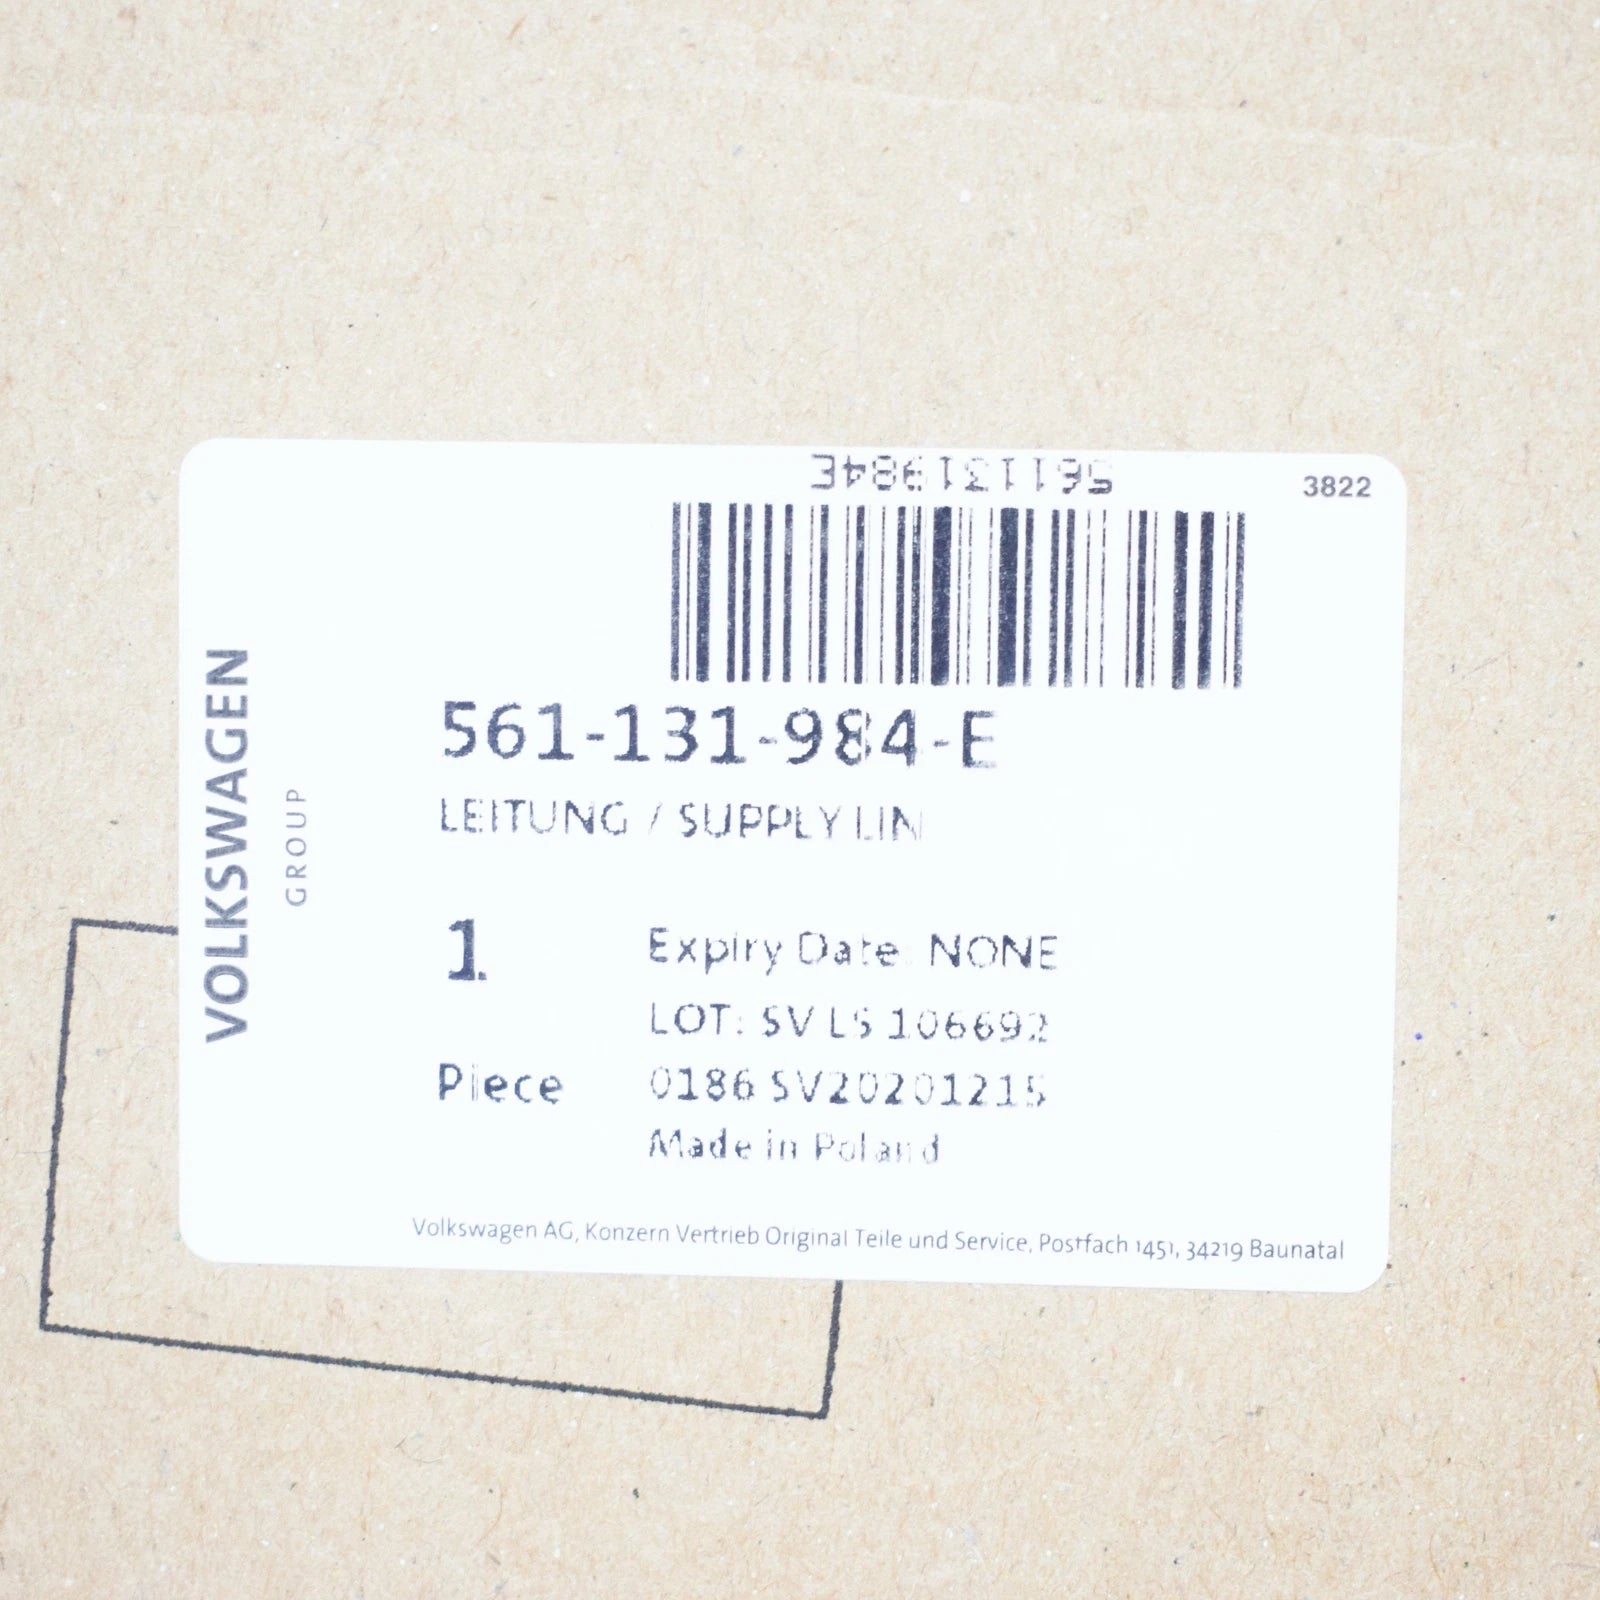 561131984E
3822
VOLKSWAGEN
GROUP
561-131-984-E
LEITUNG / SUPPLY LIN
1
Expiry Date: NONE
LOT: SV LS 106692
Piece
0186 SV20201215
Made in Poland
Volkswagen AG, Konzern Vertrieb Original Teile und Service, Postfach 1451, 34219 Baunatal